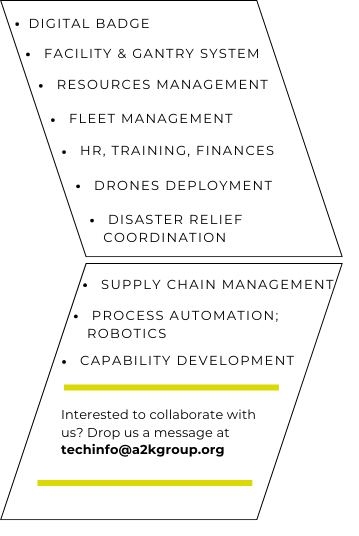 • DIGITAL BADGE
• FACILITY & GANTRY SYSTEM
• RESOURCES MANAGEMENT
• FLEET MANAGEMENT
• HR, TRAINING, FINANCES
• DRONES DEPLOYMENT
• DISASTER RELIEF
COORDINATION
• SUPPLY CHAIN MANAGEMENT
• PROCESS AUTOMATION;
ROBOTICS
• CAPABILITY DEVELOPMENT
Interested to collaborate with
us? Drop us a message at
techinfo@a2kgroup.org